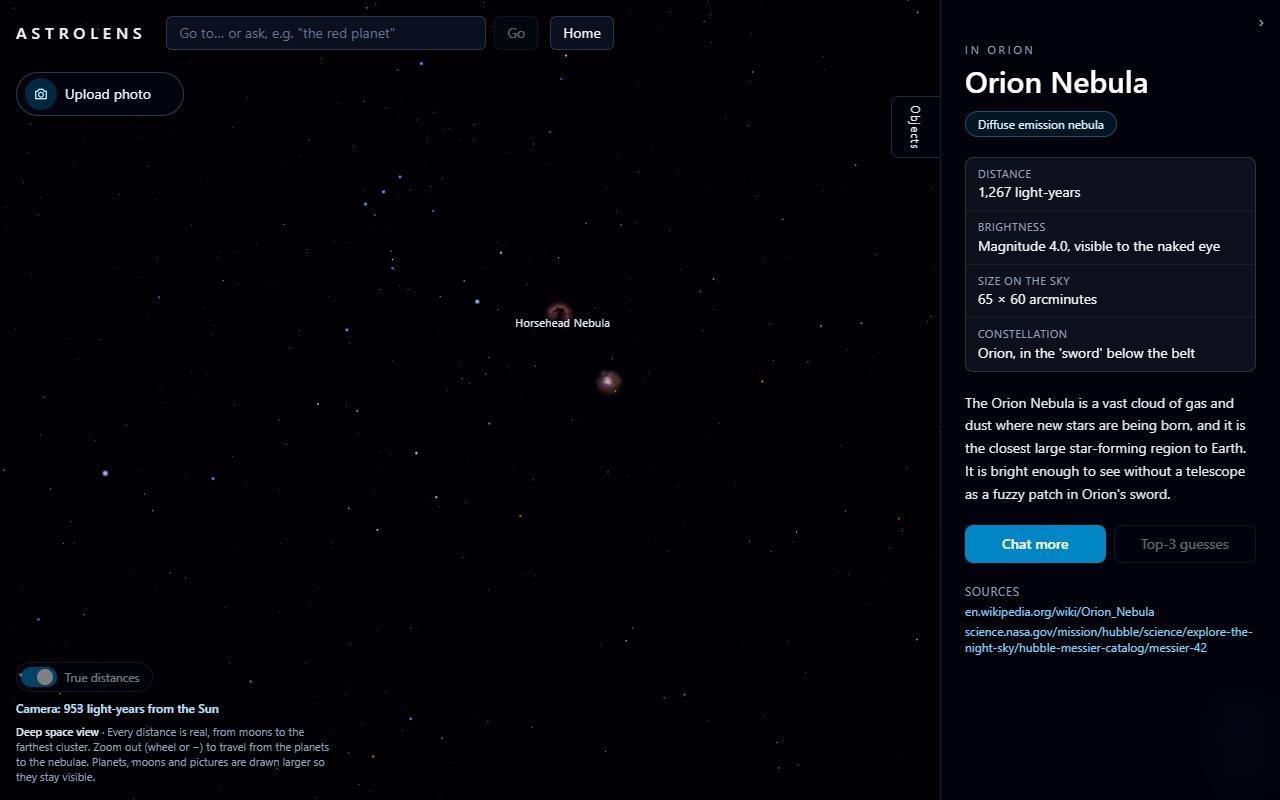 ASTROLENS
Go to... or ask, e.g. "the red planet"
Go
Home
Upload photo
Objects
Horsehead Nebula
True distances
Camera: 953 light-years from the Sun
Deep space view · Every distance is real, from moons to the
farthest cluster. Zoom out (wheel or −) to travel from the planets
to the nebulae. Planets, moons and pictures are drawn larger so
they stay visible.
›
IN ORION
Orion Nebula
Diffuse emission nebula
DISTANCE
1,267 light-years
BRIGHTNESS
Magnitude 4.0, visible to the naked eye
SIZE ON THE SKY
65 × 60 arcminutes
CONSTELLATION
Orion, in the 'sword' below the belt
The Orion Nebula is a vast cloud of gas and
dust where new stars are being born, and it is
the closest large star-forming region to Earth.
It is bright enough to see without a telescope
as a fuzzy patch in Orion's sword.
Chat more
Top-3 guesses
SOURCES
en.wikipedia.org/wiki/Orion_Nebula
science.nasa.gov/mission/hubble/science/explore-the-
night-sky/hubble-messier-catalog/messier-42